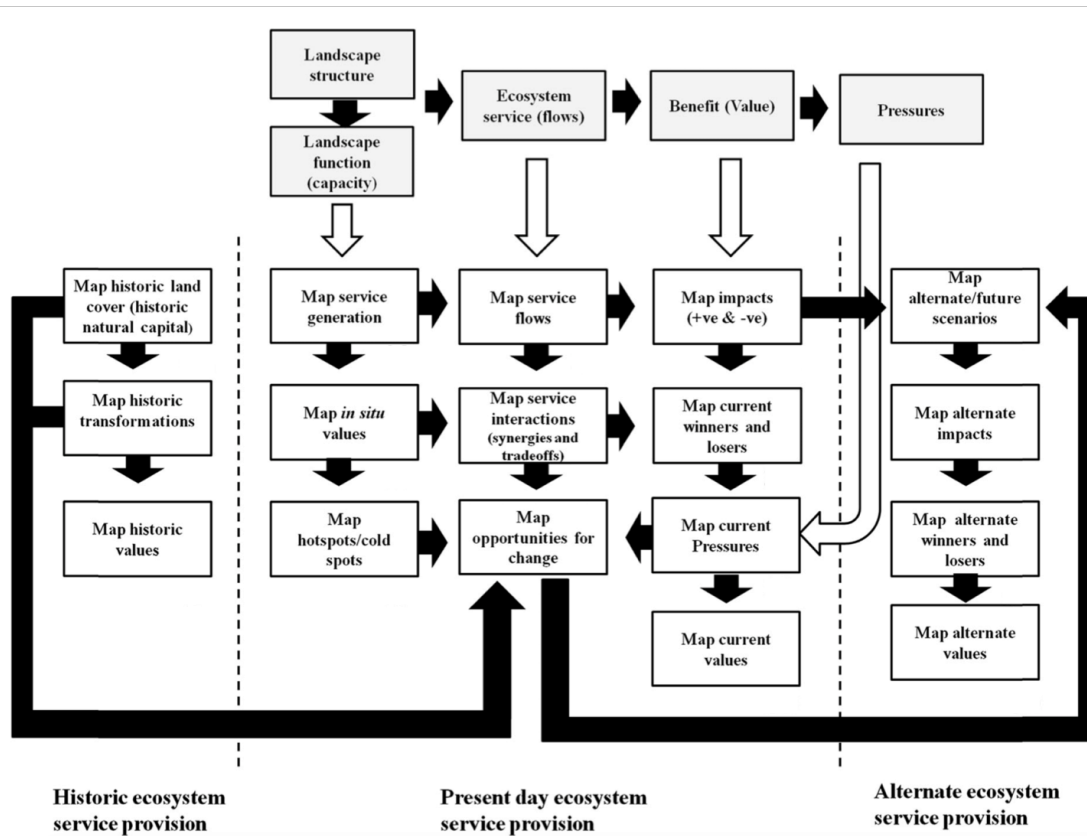 Landscape
structure
Ecosystem
service (flows)
Benefit (Value)
Pressures
Landscape
function
(capacity)
Map historic land
cover (historic
natural capital)
Map service
generation
Map service
flows
Map impacts
(+ve & -ve)
Map
alternate/future
scenarios
Map historic
transformations
Map in situ
values
Map service
interactions
(synergies and
tradeoffs)
Map current
winners and
losers
Map alternate
impacts
Map historic
values
Map
hotspots/cold
spots
Map
opportunities for
change
Map current
Pressures
Map alternate
winners and
losers
Map current
values
Map alternate
values
Historic ecosystem
service provision
Present day ecosystem
service provision
Alternate ecosystem
service provision